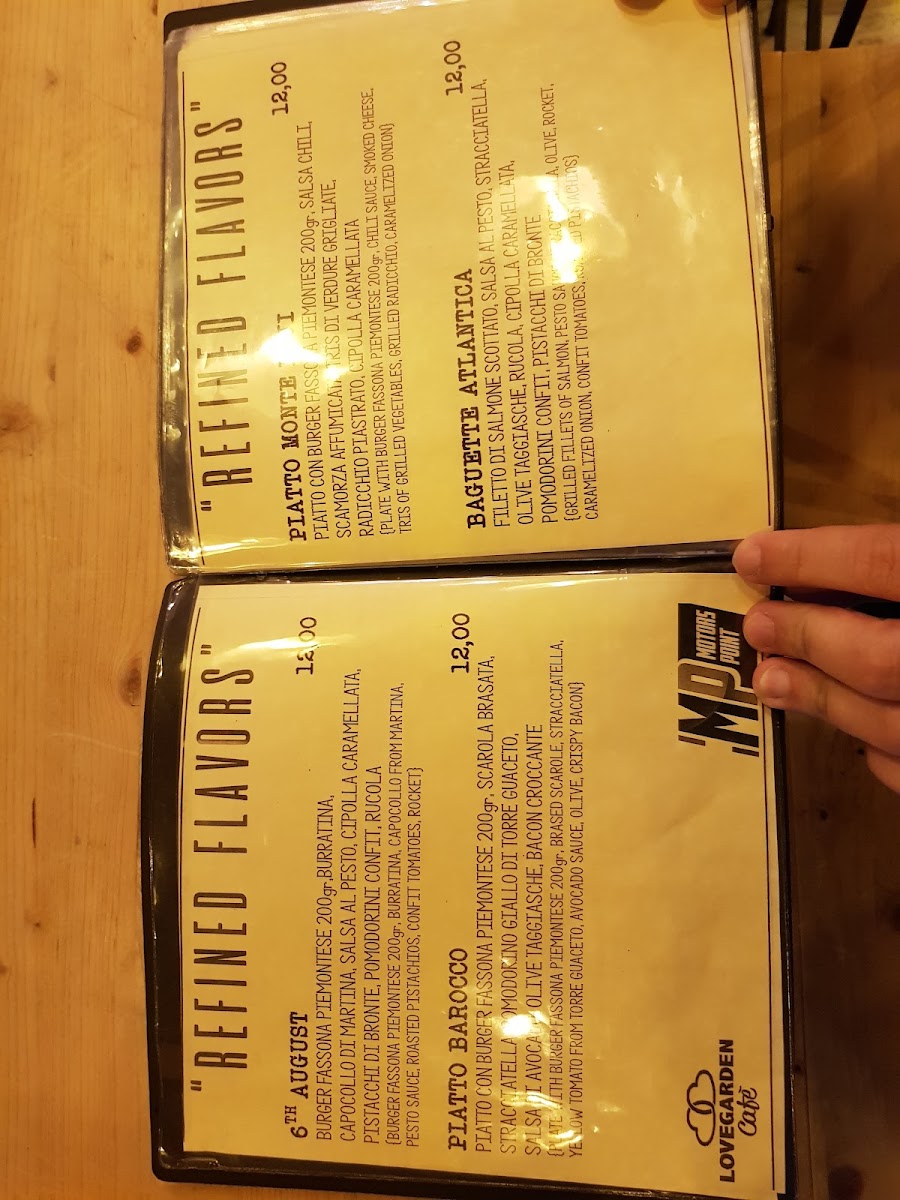 "REFINED FLAVORS"
6TH AUGUST 12,00
BURGER FASSONA PIEMONTESE 200gr, BURRATINA,
CAPOCOLLO DI MARTINA, SALSA AL PESTO, CIPOLLA CARAMELLATA,
PISTACCHI DI BRONTE, POMODORINI CONFIT, RUCOLA
(BURGER FASSONA PIEMONTESE 200gr, BURRATINA, CAPOCOLLO FROM MARTINA,
PESTO SAUCE, ROASTED PISTACHIOS, CONFIT TOMATOES, ROCKET)
PIATTO BAROCCO 12,00
PIATTO CON BURGER FASSONA PIEMONTESE 200gr, SCAROLA BRASATA,
STRACCIATELLA, POMODORINO GIALLO DI TORRE GUACETO,
SALSA DI AVOCADO, OLIVE TAGGIASCHE, BACON CROCCANTE
(PLATE WITH BURGER FASSONA PIEMONTESE 200gr, BRASED SCAROLE, STRACCIATELLA,
YELLOW TOMATO FROM TORRE GUACETO, AVOCADO SAUCE, OLIVE, CRISPY BACON)
LOVEGARDEN
Cafè
MP MOTORS
POINT
"REFINED FLAVORS"
PIATTO MONTE 12,00
PIATTO CON BURGER FASSONA PIEMONTESE 200gr, SALSA CHILI,
SCAMORZA AFFUMICATA, TRIS DI VERDURE GRIGLIATE,
RADICCHIO PIASTRATO, CIPOLLA CARAMELLATA
(PLATE WITH BURGER FASSONA PIEMONTESE 200gr, CHILI SAUCE, SMOKED CHEESE,
TRIS OF GRILLED VEGETABLES, GRILLED RADICCHIO, CARAMELIZED ONION)
BAGUETTE ATLANTICA 12,00
FILETTO DI SALMONE SCOTTATO, SALSA AL PESTO, STRACCIATELLA,
OLIVE TAGGIASCHE, RUCOLA, CIPOLLA CARAMELLATA,
POMODORINI CONFIT, PISTACCHI DI BRONTE
(GRILLED FILLETS OF SALMON, PESTO OLIVE, ROCKET,
CARAMELIZED ONION, CONFIT TOMATOES, PISTACHIOS)